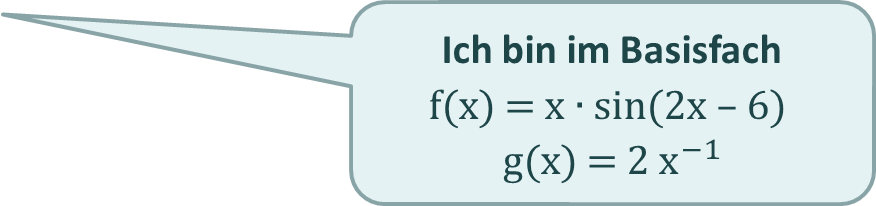 Ich bin im Basisfach
f(x) = x · sin(2x – 6)
g(x) = 2 x⁻¹